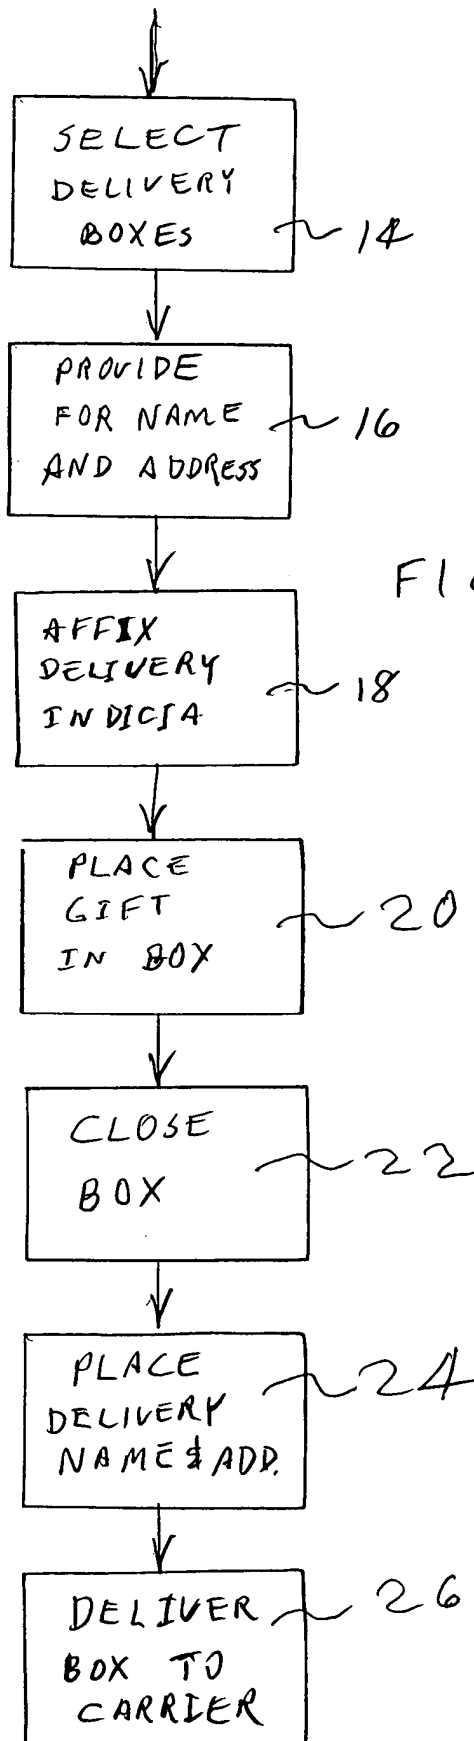 SELECT
DELIVERY
BOXES
14
PROVIDE
FOR NAME
AND ADDRESS
16
AFFIX
DELIVERY
INDICIA
18
PLACE
GIFT
IN BOX
20
CLOSE
BOX
22
PLACE
DELIVERY
NAME & ADD.
24
DELIVER
BOX TO
CARRIER
26